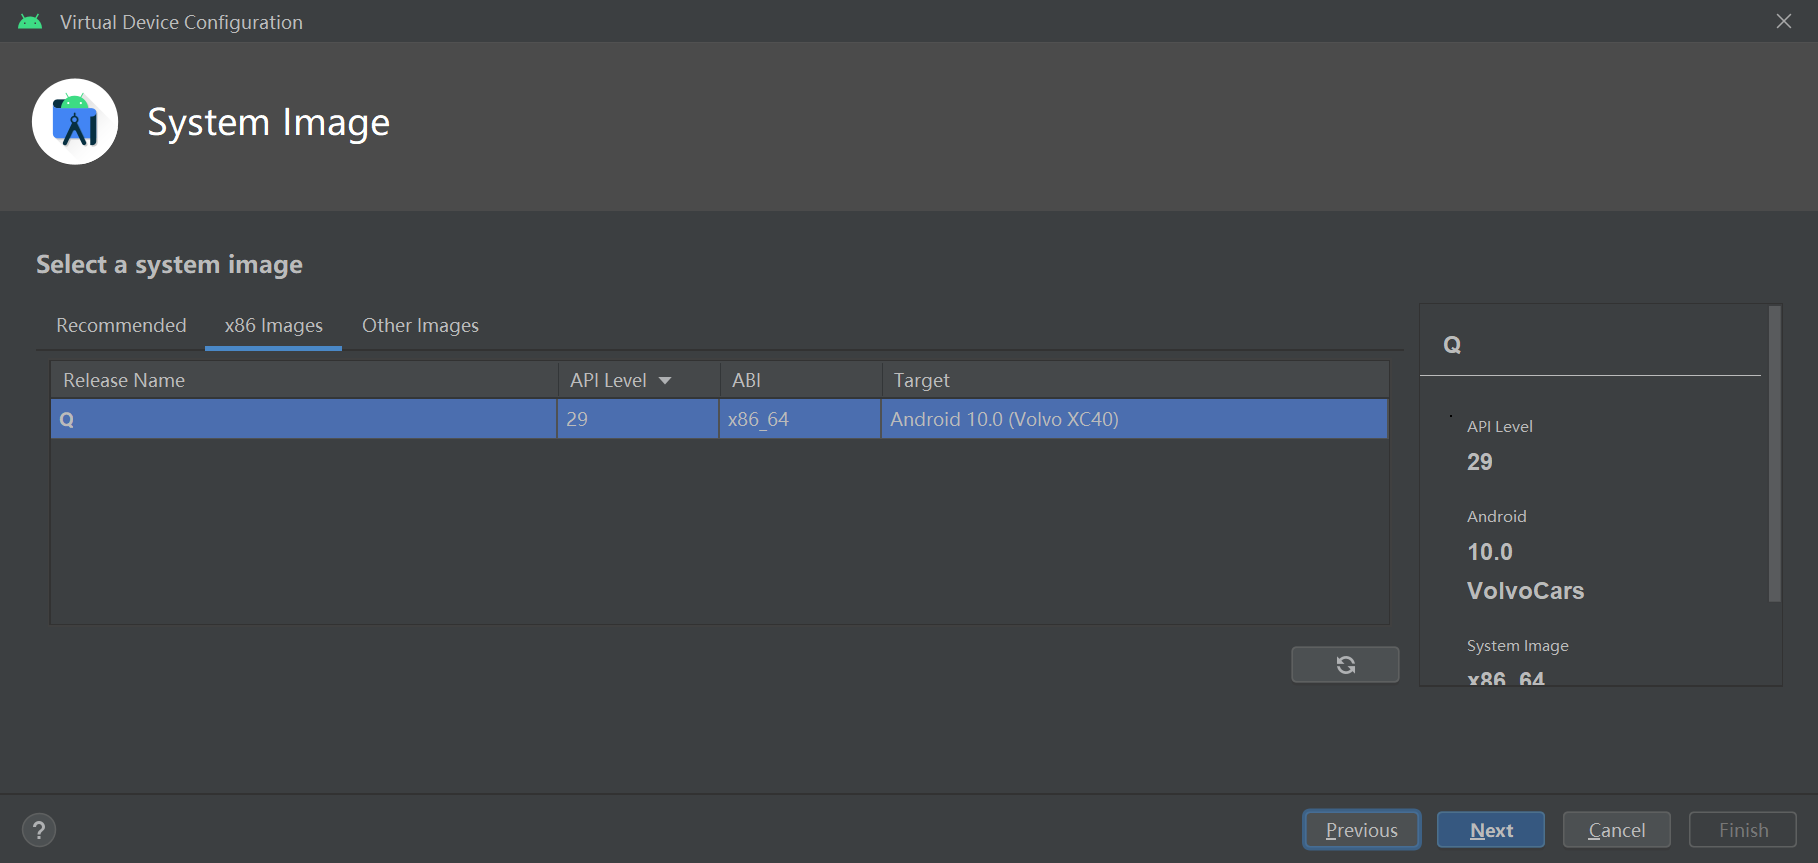 Virtual Device Configuration
System Image
Select a system image
Recommended x86 Images Other Images
Release Name API Level ABI Target
Q 29 x86_64 Android 10.0 (Volvo XC40)
Q
API Level
29
Android
10.0
VolvoCars
System Image
x86_64
? Previous Next Cancel Finish